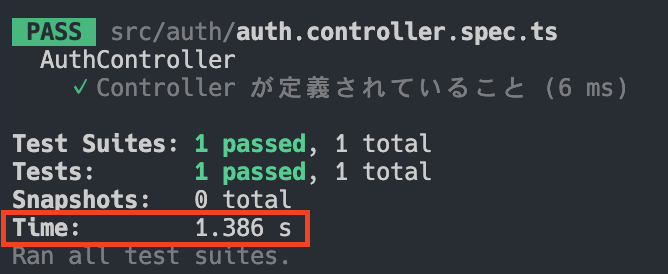 PASS src/auth/auth.controller.spec.ts
AuthController
✓ Controller が定義されていること (6 ms)
Test Suites: 1 passed, 1 total
Tests: 1 passed, 1 total
Snapshots: 0 total
Time: 1.386 s
Ran all test suites.